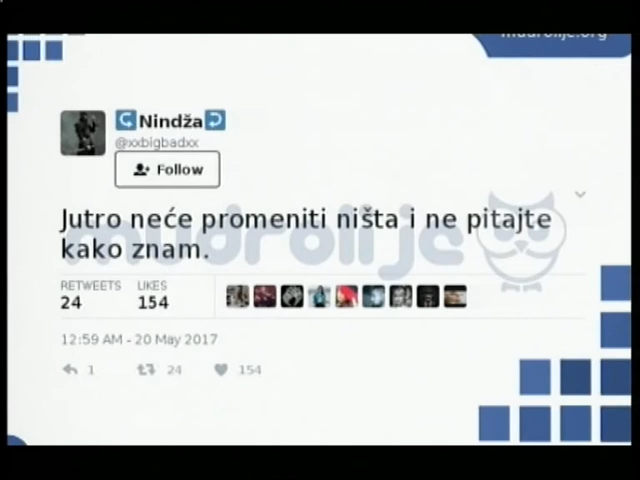 mudrolije.org
Nindža
@xxbigbadxx
Follow
Jutro neće promeniti ništa i ne pitajte
kako znam.
mudrolije
RETWEETS LIKES
24 154
12:59 AM - 20 May 2017
1 24 154